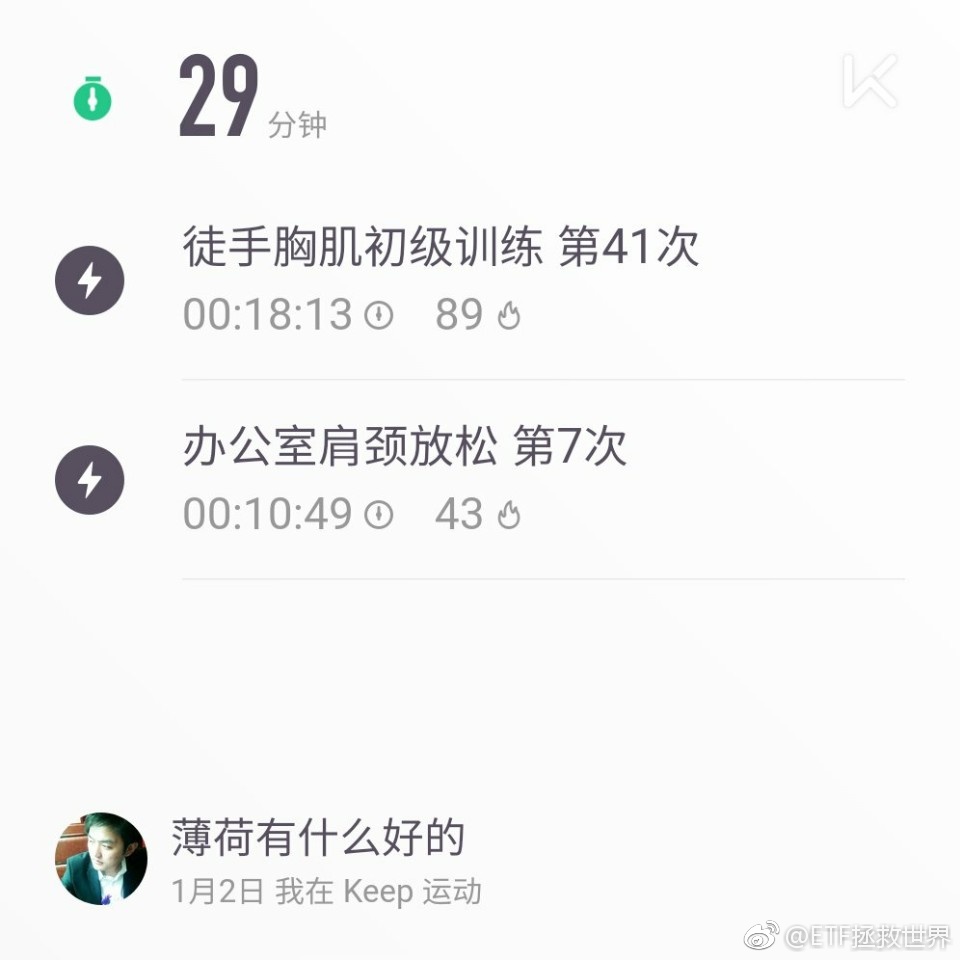 29 分钟
徒手胸肌初级训练 第41次
00:18:13 89
办公室肩颈放松 第7次
00:10:49 43
薄荷有什么好的
1月2日 我在 Keep 运动
@ETF拯救世界